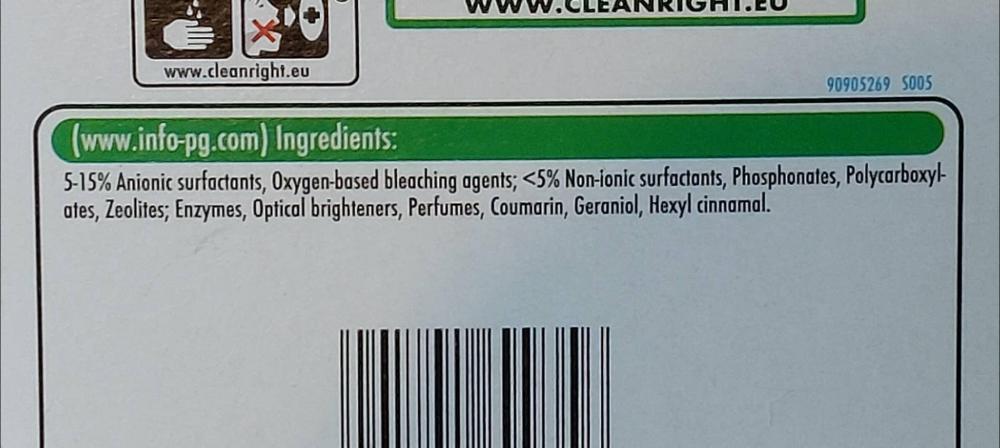 WWW.CLEANRIGHT.EU
www.cleanright.eu
90905269 S005
(www.info-pg.com) Ingredients:
5-15% Anionic surfactants, Oxygen-based bleaching agents; <5% Non-ionic surfactants, Phosphonates, Polycarboxyl-
ates, Zeolites; Enzymes, Optical brighteners, Perfumes, Coumarin, Geraniol, Hexyl cinnamal.